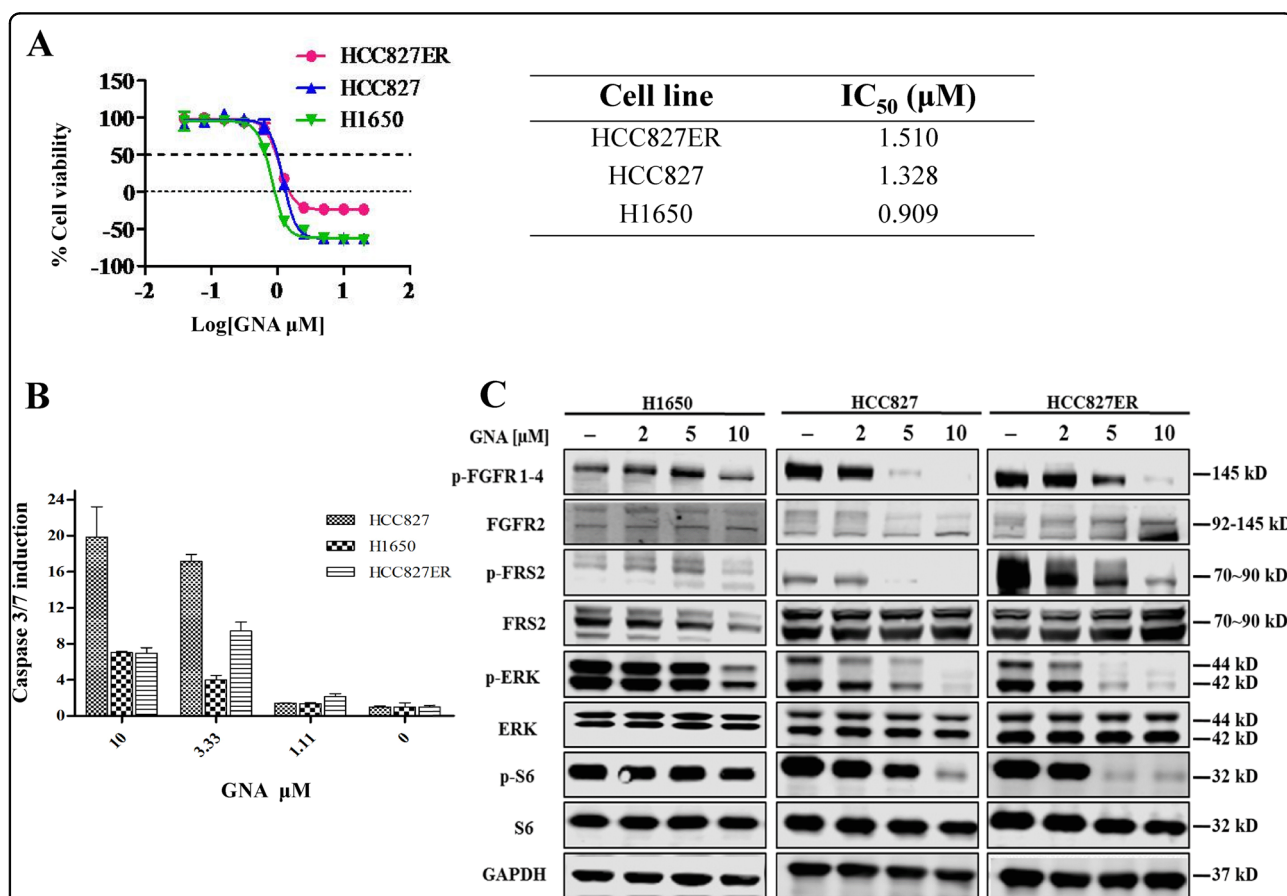 A
HCC827ER
HCC827
H1650
150
100
50
0
-50
-100
% Cell viability
-2 -1 0 1 2
Log[GNA μM]
Cell line IC50 (μM)
HCC827ER 1.510
HCC827 1.328
H1650 0.909
B
24
20
16
12
8
4
0
Caspase 3/7 induction
HCC827
H1650
HCC827ER
10 3.33 1.11 0
GNA μM
C
H1650 HCC827 HCC827ER
GNA [μM] – 2 5 10 – 2 5 10 – 2 5 10
p-FGFR1-4 145 kD
FGFR2 92-145 kD
p-FRS2 70~90 kD
FRS2 70~90 kD
p-ERK 44 kD
42 kD
ERK 44 kD
42 kD
p-S6 32 kD
S6 32 kD
GAPDH 37 kD